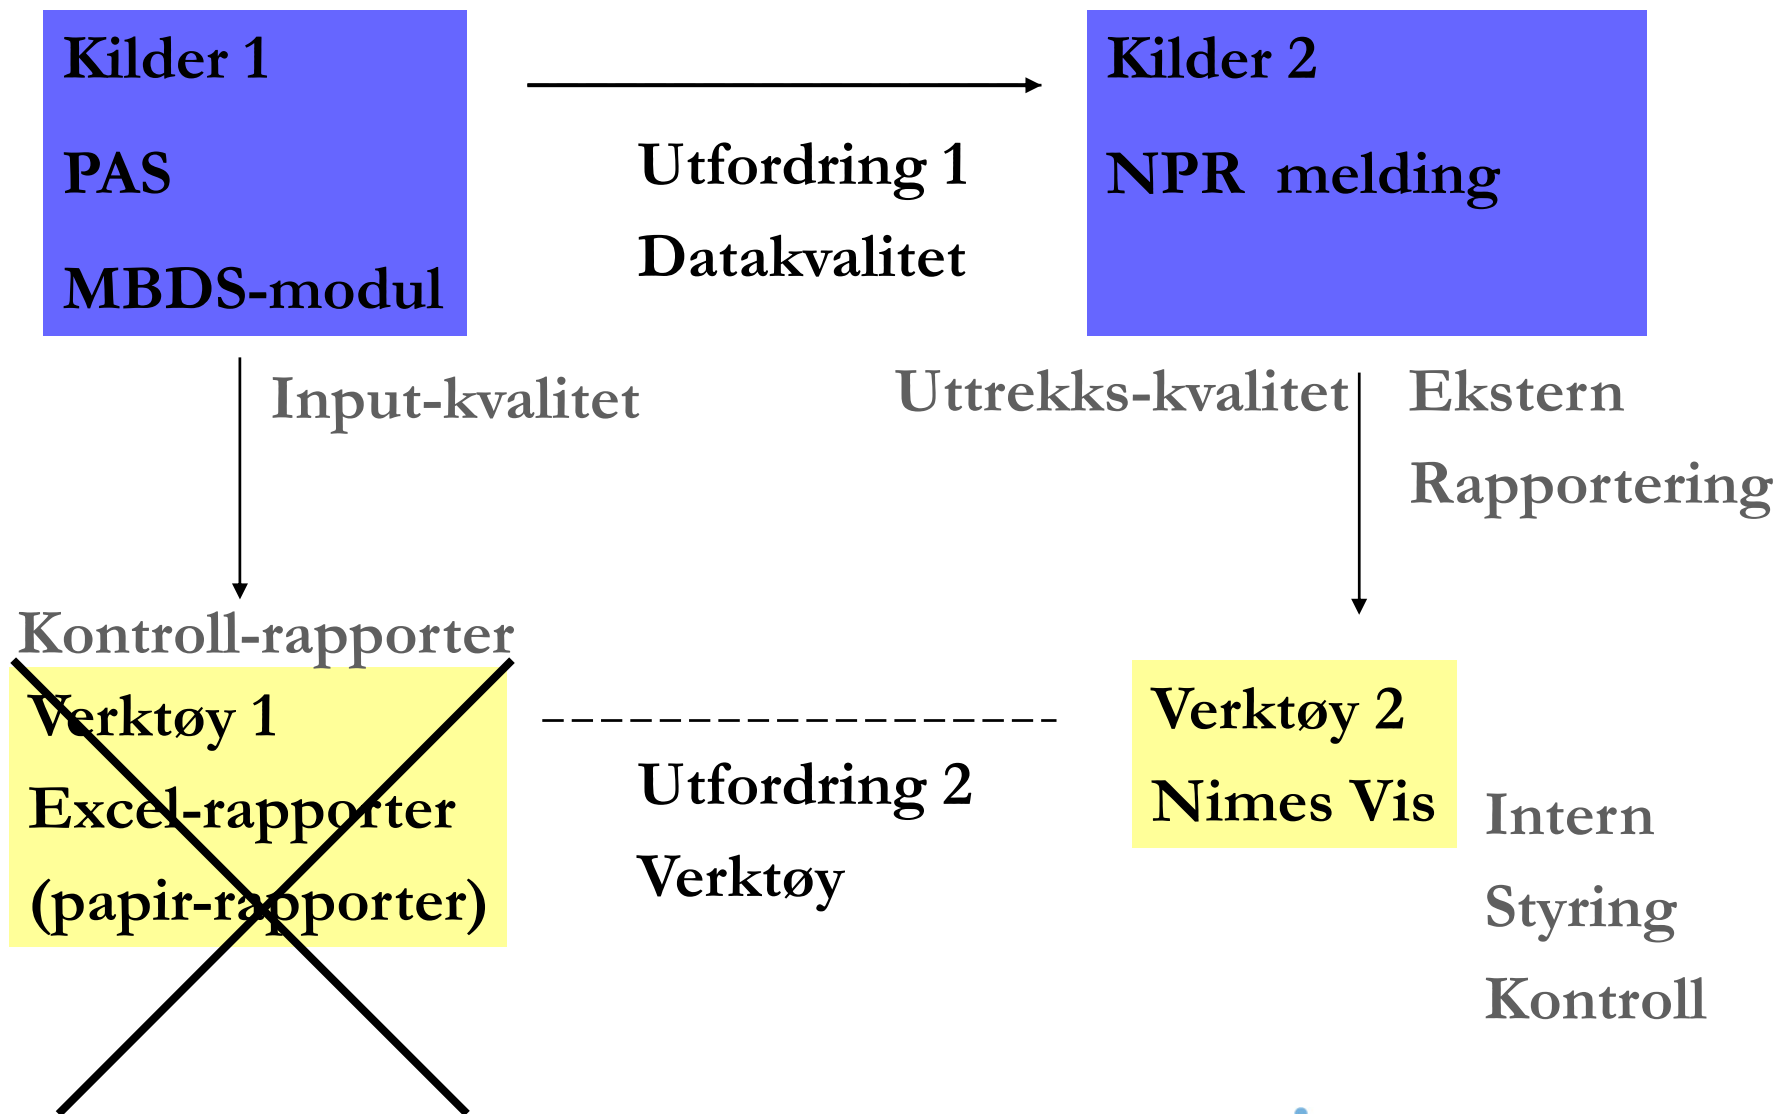 Kilder 1
PAS
MBDS-modul
Utfordring 1
Datakvalitet
Kilder 2
NPR melding
Input-kvalitet
Uttrekks-kvalitet
Ekstern
Rapportering
Kontroll-rapporter
Verktøy 1
Excel-rapporter
(papir-rapporter)
Utfordring 2
Verktøy
Verktøy 2
Nimes Vis
Intern
Styring
Kontroll